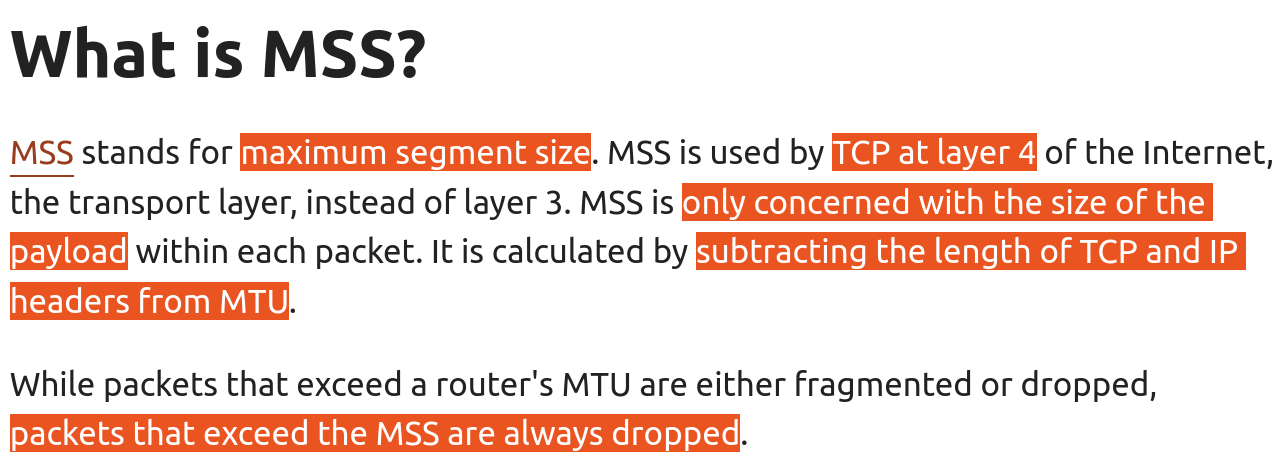 What is MSS?
MSS stands for maximum segment size. MSS is used by TCP at layer 4 of the Internet,
the transport layer, instead of layer 3. MSS is only concerned with the size of the
payload within each packet. It is calculated by subtracting the length of TCP and IP
headers from MTU.
While packets that exceed a router's MTU are either fragmented or dropped,
packets that exceed the MSS are always dropped.